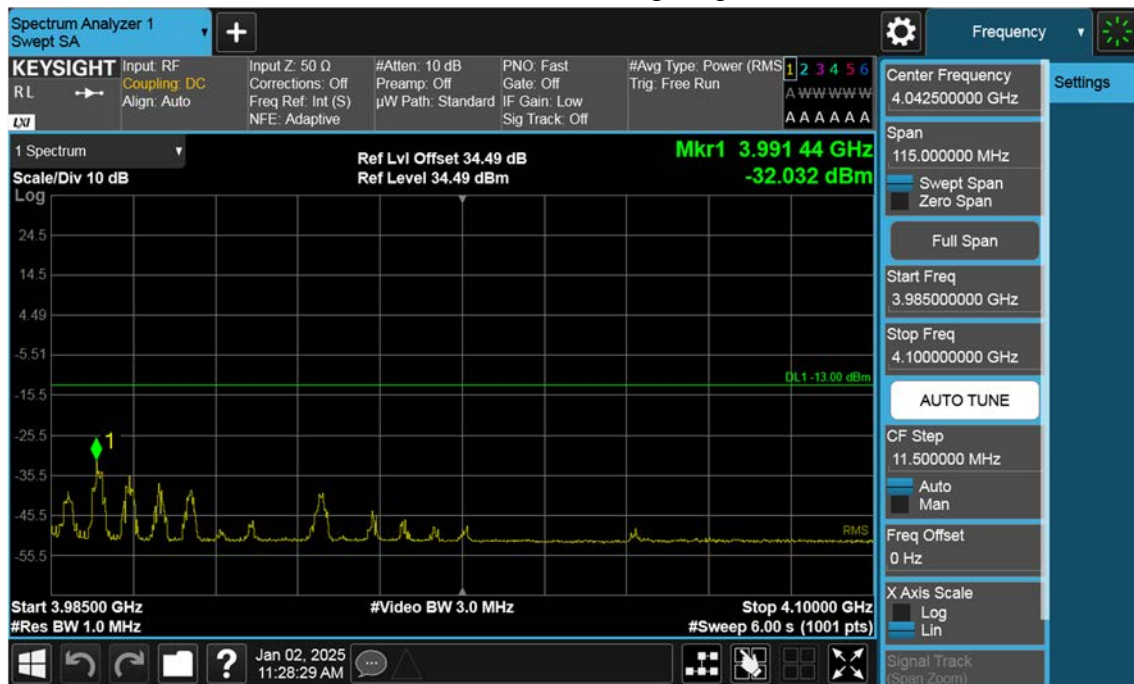 Spectrum Analyzer 1
Swept SA
Frequency
KEYSIGHT
RL
LXI
Input: RF
Coupling: DC
Align: Auto
Input Z: 50 Ω
Corrections: Off
Freq Ref: Int (S)
NFE: Adaptive
#Atten: 10 dB
Preamp: Off
µW Path: Standard
PNO: Fast
Gate: Off
IF Gain: Low
Sig Track: Off
#Avg Type: Power (RMS
Trig: Free Run
1 2 3 4 5 6
A W W W W W
A A A A A A
1 Spectrum
Scale/Div 10 dB
Ref Lvl Offset 34.49 dB
Ref Level 34.49 dBm
Mkr1 3.991 44 GHz
-32.032 dBm
Log
24.5
14.5
4.49
-5.51
DL1 -13.00 dBm
-15.5
-25.5
1
-35.5
-45.5
RMS
-55.5
Start 3.98500 GHz
#Res BW 1.0 MHz
#Video BW 3.0 MHz
Stop 4.10000 GHz
#Sweep 6.00 s (1001 pts)
?
Jan 02, 2025
11:28:29 AM
Center Frequency
4.042500000 GHz
Span
115.000000 MHz
Swept Span
Zero Span
Full Span
Start Freq
3.985000000 GHz
Stop Freq
4.100000000 GHz
AUTO TUNE
CF Step
11.500000 MHz
Auto
Man
Freq Offset
0 Hz
X Axis Scale
Log
Lin
Signal Track
(Span Zoom)
Settings